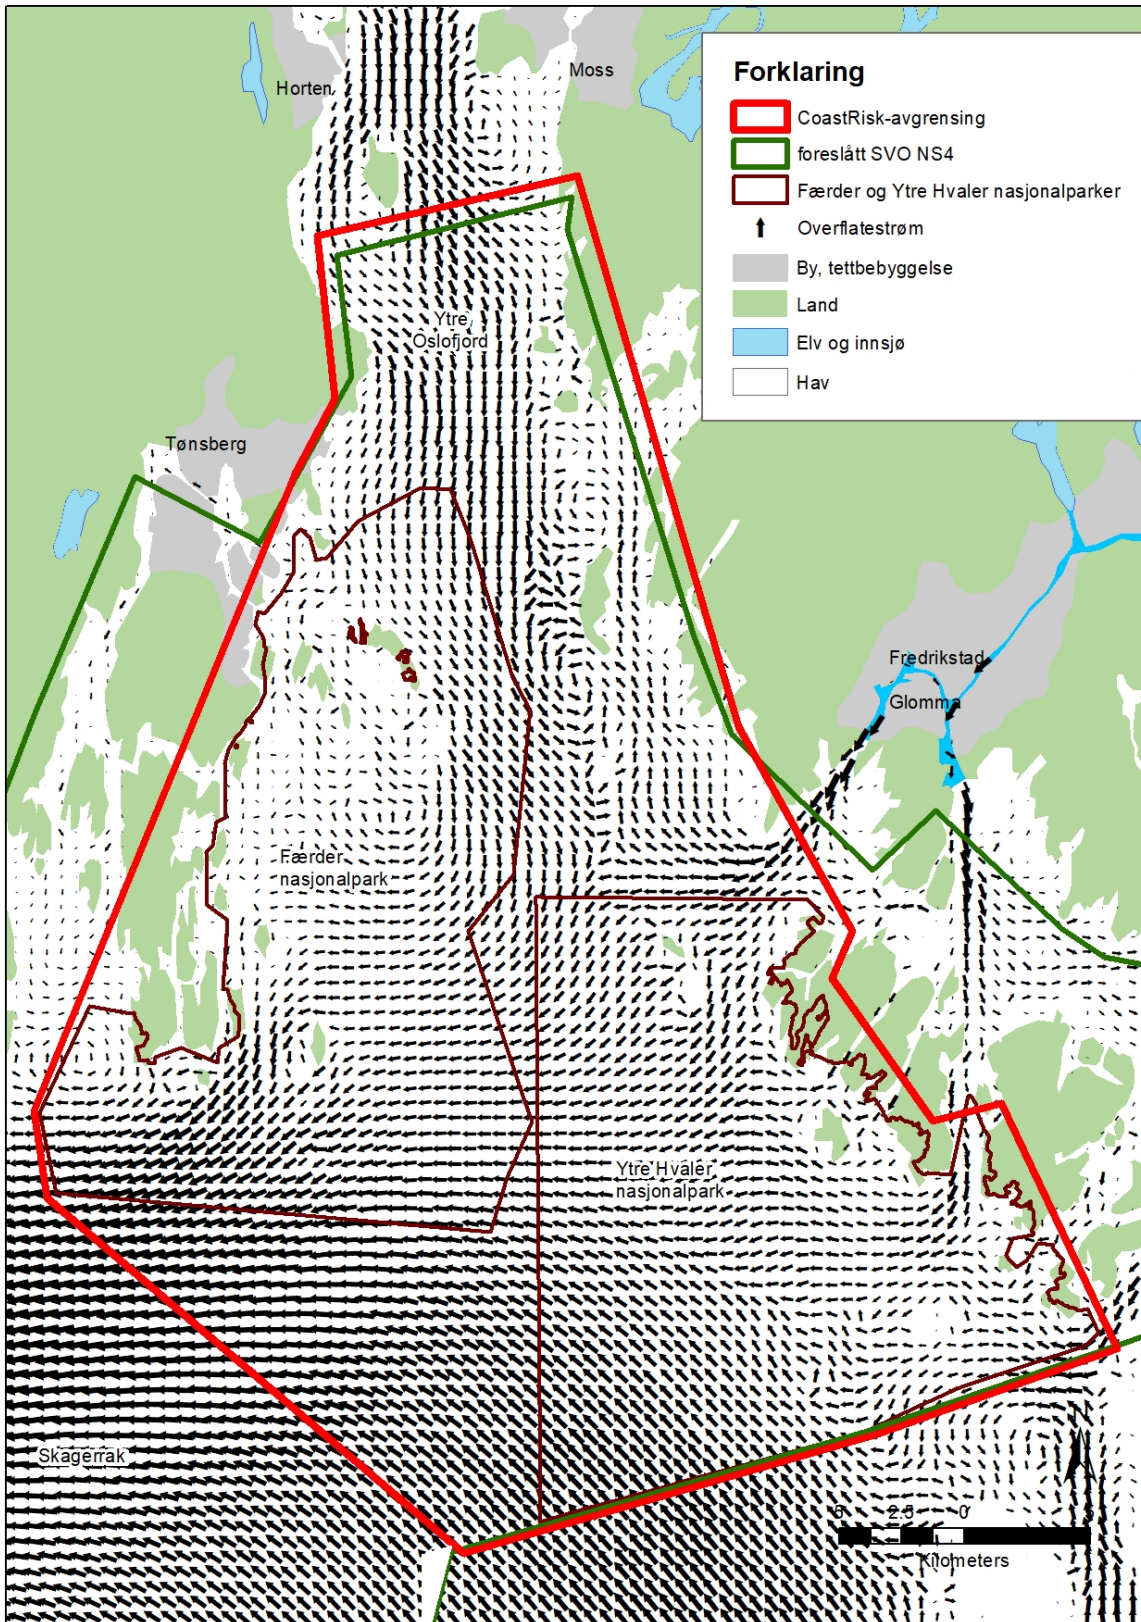 Horten
Moss
Forklaring
CoastRisk-avgrensing
foreslått SVO NS4
Færder og Ytre Hvaler nasjonalparker
Overflatestrøm
By, tettbebyggelse
Land
Elv og innsjø
Hav
Ytre
Oslofjord
Tønsberg
Fredrikstad
Glomma
Færder
nasjonalpark
Ytre Hvaler
nasjonalpark
Skagerrak
N
5 2.5 0 5
Kilometers